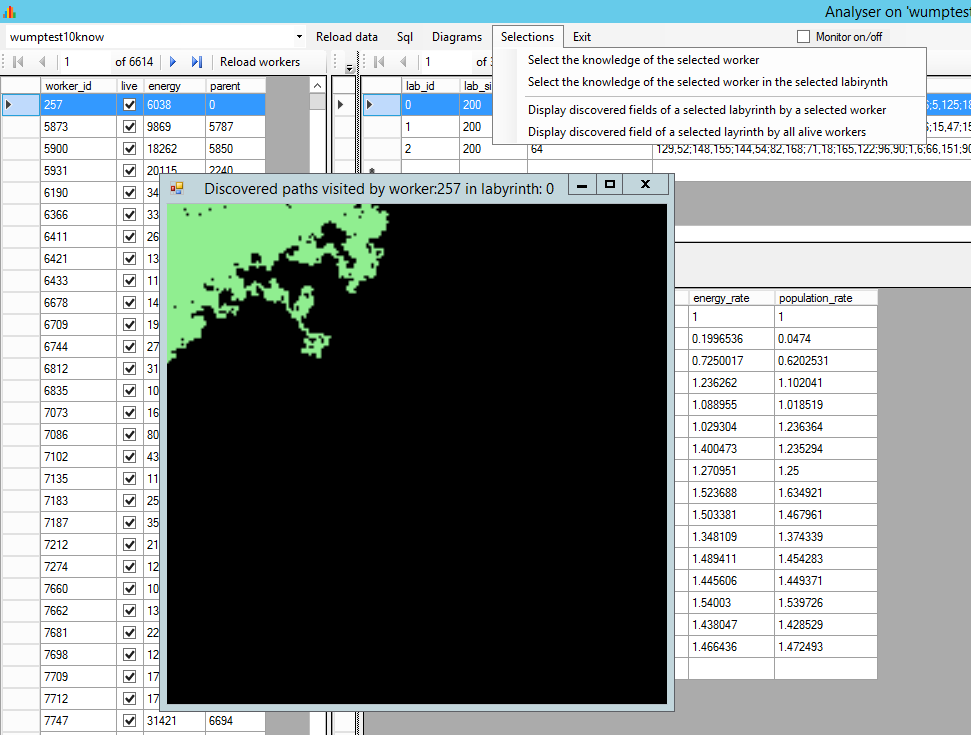 Analyser on 'wumptest
wumptest10know Reload data Sql Diagrams Selections Exit Monitor on/off
1 of 6614 Reload workers 1 of
Select the knowledge of the selected worker
Select the knowledge of the selected worker in the selected labirynth
Display discovered fields of a selected labyrinth by a selected worker
Display discovered field of a selected layrinth by all alive workers
worker_id live energy parent lab_id lab_si
257 6038 0 0 200 ;6;5,125;18
5873 9869 5787 1 200 6;15,47;15
5900 18262 5850 2 200 64 129,52;148,155;144,54;82,168;71,18;165,122;96,90;1,6;66,151;90
5931 20115 2240
Discovered paths visited by worker:257 in labyrinth: 0
6190 34
6366 33
6411 26
6421 13
6433 11
6678 14
6709 19
6744 27
6812 31
6835 10
7073 16
7086 80
7102 43
7135 11
7183 25
7187 35
7212 21
7274 12
7660 10
7662 13
7681 22
7698 12
7709 17
7712 17
7747 31421 6694
energy_rate population_rate
1 1
0.1996536 0.0474
0.7250017 0.6202531
1.236262 1.102041
1.088955 1.018519
1.029304 1.236364
1.400473 1.235294
1.270951 1.25
1.523688 1.634921
1.503381 1.467961
1.348109 1.374339
1.489411 1.454283
1.445606 1.449371
1.54003 1.539726
1.438047 1.428529
1.466436 1.472493